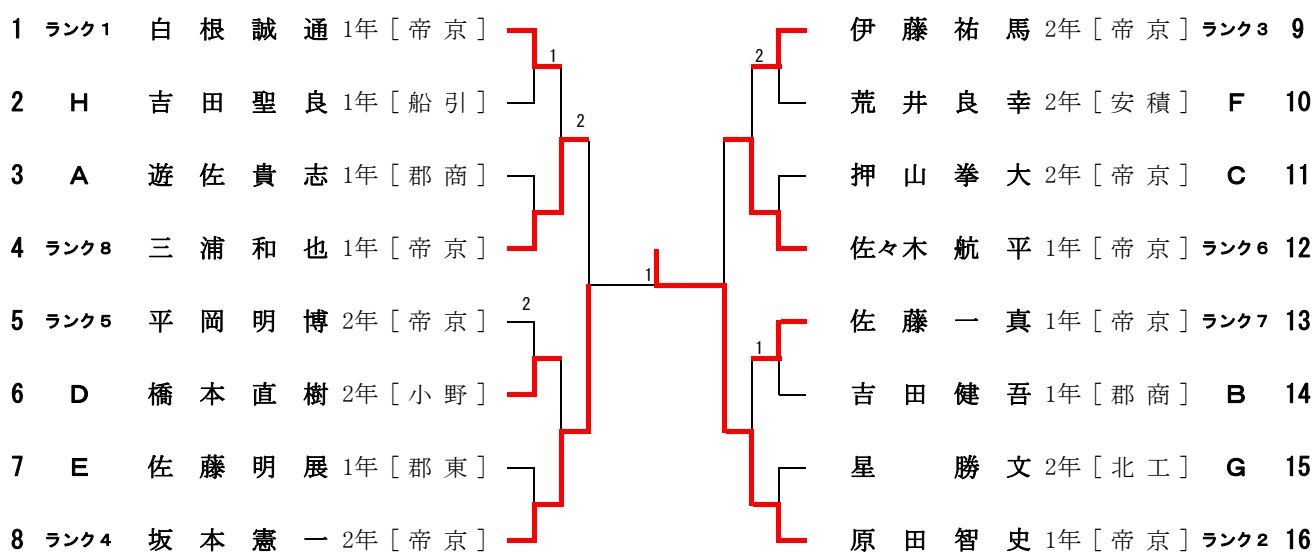 1 ランク1 白根誠通 1年 [ 帝京 ]
2 H 吉田聖良 1年 [ 船引 ]
3 A 遊佐貴志 1年 [ 郡商 ]
4 ランク8 三浦和也 1年 [ 帝京 ]
5 ランク5 平岡明博 2年 [ 帝京 ]
6 D 橋本直樹 2年 [ 小野 ]
7 E 佐藤明展 1年 [ 郡東 ]
8 ランク4 坂本憲一 2年 [ 帝京 ]
1
2
2
1
2
1
伊藤祐馬 2年 [ 帝京 ] ランク3 9
荒井良幸 2年 [ 安積 ] F 10
押山拳大 2年 [ 帝京 ] C 11
佐々木航平 1年 [ 帝京 ] ランク6 12
佐藤一真 1年 [ 帝京 ] ランク7 13
吉田健吾 1年 [ 郡商 ] B 14
星勝文 2年 [ 北工 ] G 15
原田智史 1年 [ 帝京 ] ランク2 16